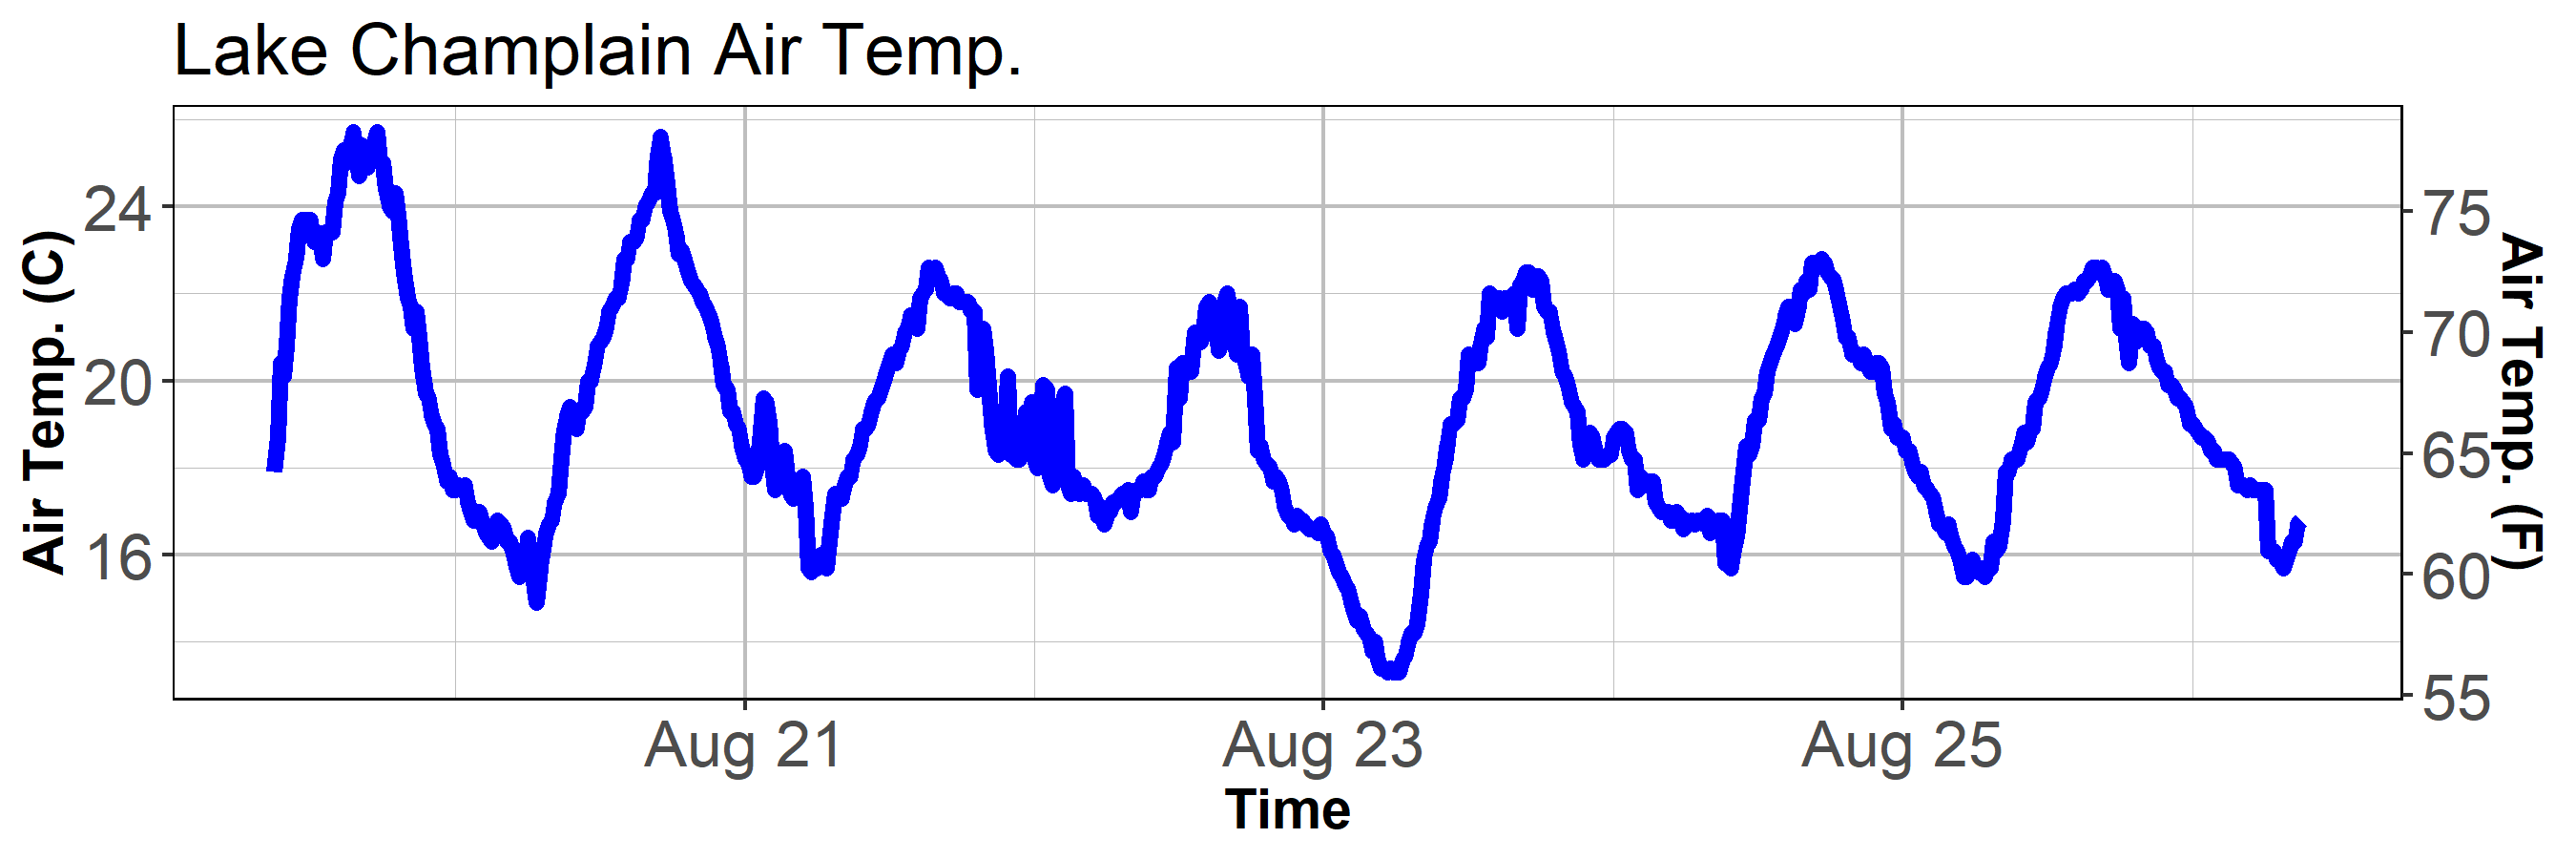 Lake Champlain Air Temp.
Air Temp. (C)
24
20
16
75
70
65
60
55
Air Temp. (F)
Aug 21
Aug 23
Aug 25
Time